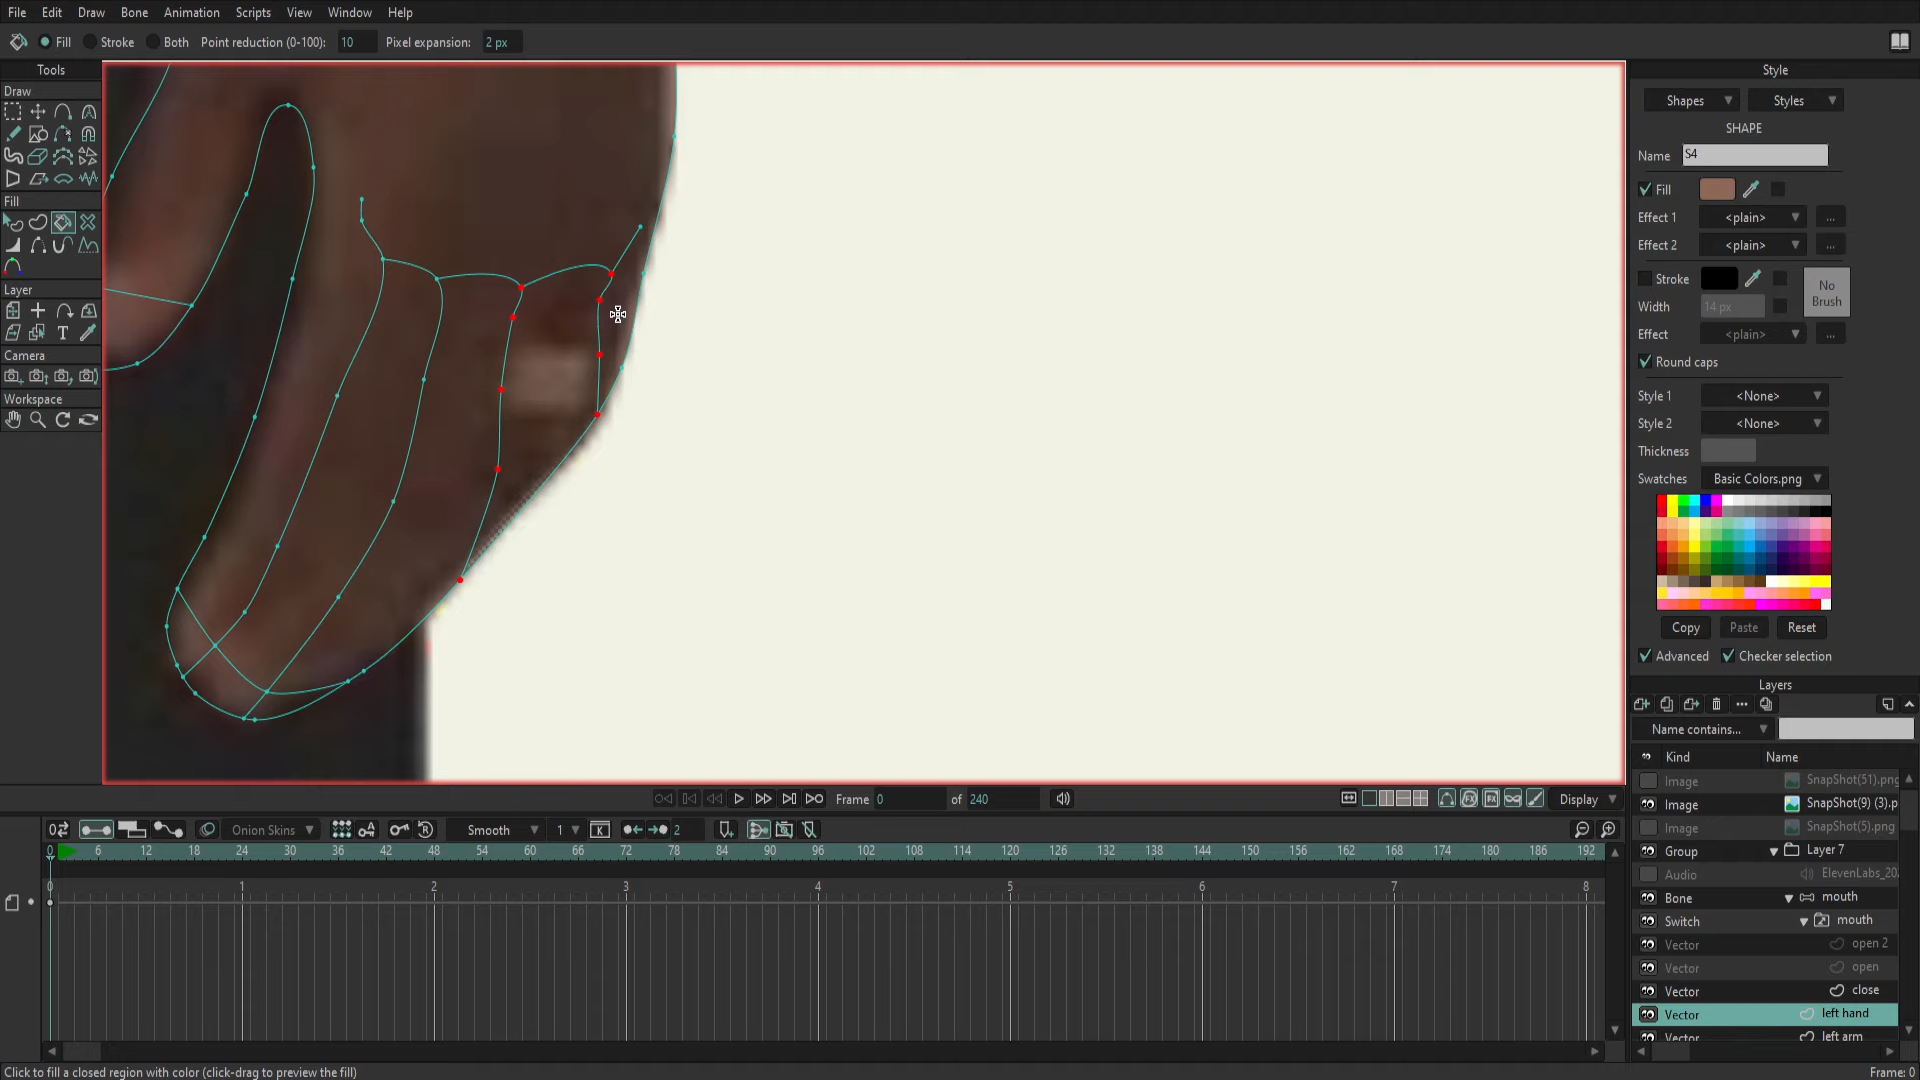 File Edit Draw Bone Animation Scripts View Window Help
Fill Stroke Both Point reduction (0-100): 10 Pixel expansion: 2 px
Tools
Draw
Fill
Layer
Camera
Workspace
Style
Shapes Styles
SHAPE
Name S4
Fill
Effect 1 <plain> ...
Effect 2 <plain> ...
Stroke
Width 14 px
No Brush
Effect <plain> ...
Round caps
Style 1 <None>
Style 2 <None>
Thickness
Swatches Basic Colors.png
Copy Paste Reset
Advanced Checker selection
Layers
Name contains...
Kind Name
Image SnapShot(51).png
Image SnapShot(9) (3).p
Image SnapShot(5).png
Group Layer 7
Audio ElevenLabs_20
Bone mouth
Switch mouth
Vector open 2
Vector open
Vector close
Vector left hand
Vector left arm
Frame 0 of 240 Display
Onion Skins Smooth 1 K 2
0 6 12 18 24 30 36 42 48 54 60 66 72 78 84 90 96 102 108 114 120 126 132 138 144 150 156 162 168 174 180 186 192
0 1 2 3 4 5 6 7 8
Click to fill a closed region with color (click-drag to preview the fill) Frame: 0